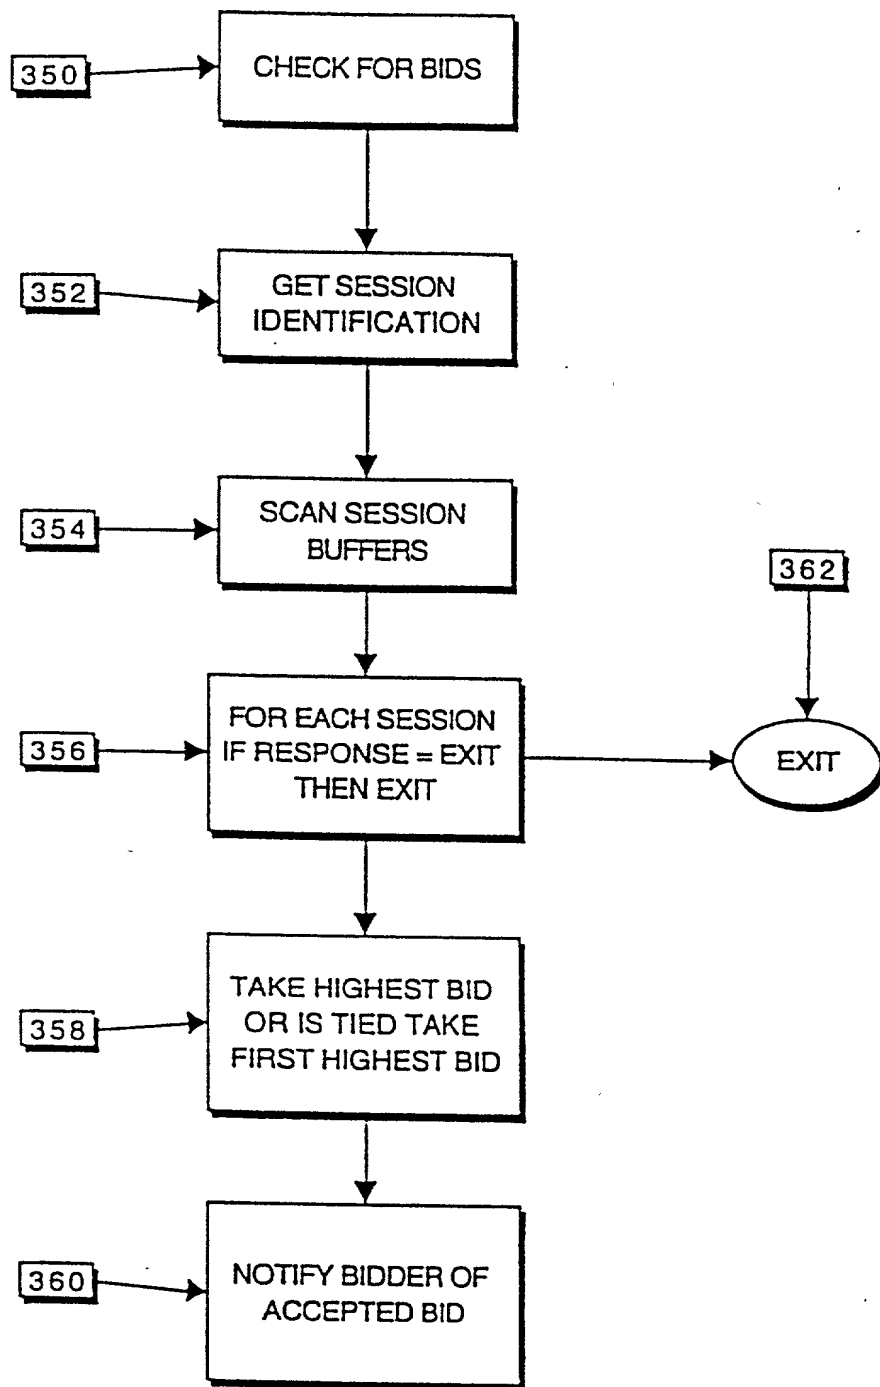 350
CHECK FOR BIDS
352
GET SESSION
IDENTIFICATION
354
SCAN SESSION
BUFFERS
362
356
FOR EACH SESSION
IF RESPONSE = EXIT
THEN EXIT
EXIT
358
TAKE HIGHEST BID
OR IS TIED TAKE
FIRST HIGHEST BID
360
NOTIFY BIDDER OF
ACCEPTED BID